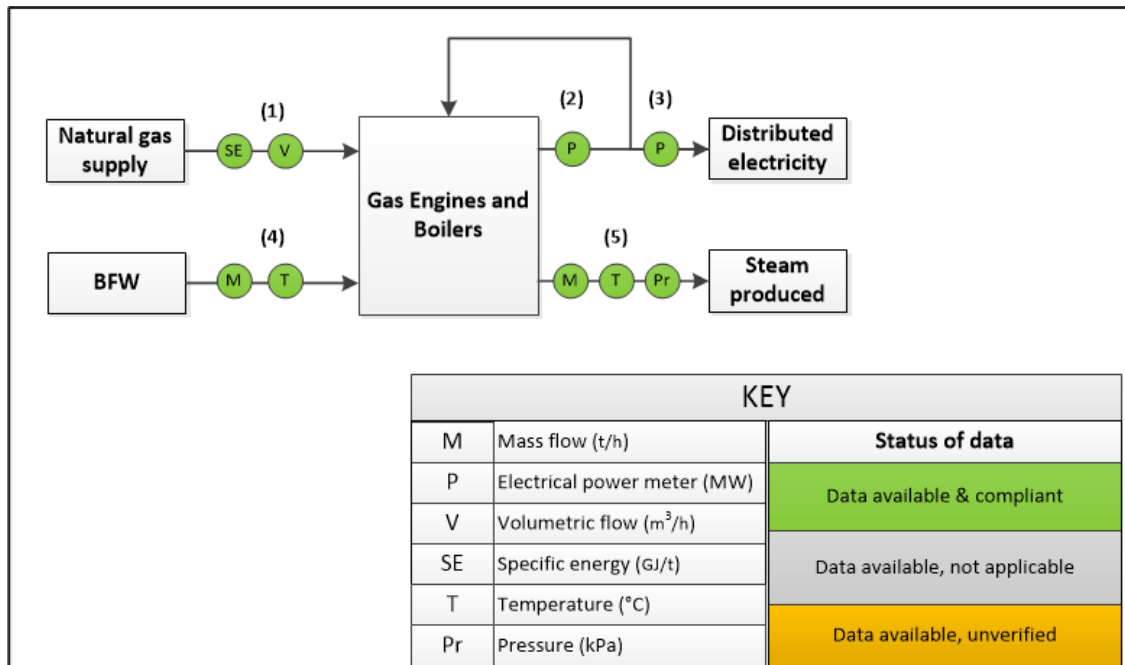 (1)
(2)
(3)
Natural gas
supply
SE
V
P
P
Distributed
electricity
Gas Engines and
Boilers
(4)
(5)
BFW
M
T
M
T
Pr
Steam
produced
KEY
M Mass flow (t/h)
Status of data
P Electrical power meter (MW)
Data available & compliant
V Volumetric flow (m³/h)
SE Specific energy (GJ/t)
Data available, not applicable
T Temperature (°C)
Pr Pressure (kPa)
Data available, unverified